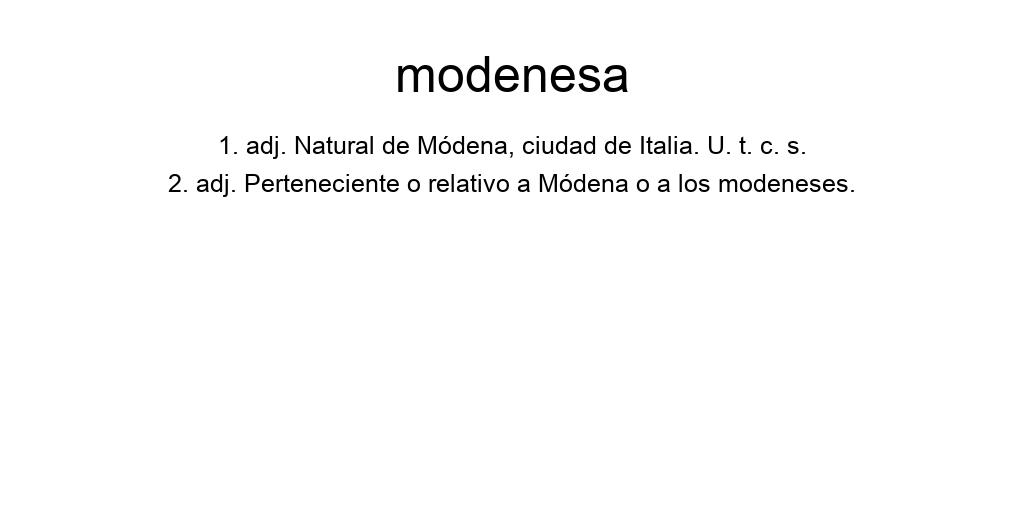 modenesa
1. adj. Natural de Módena, ciudad de Italia. U. t. c. s.
2. adj. Perteneciente o relativo a Módena o a los modeneses.